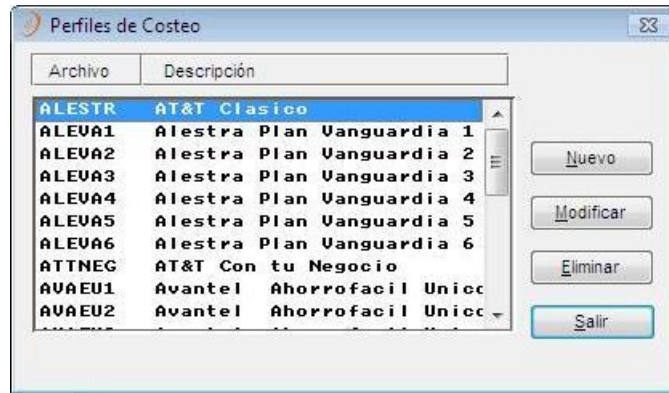 Perfiles de Costeo
Archivo Descripción
ALESTR AT&T Clasico
ALEVA1 Alestra Plan Vanguardia 1
ALEVA2 Alestra Plan Vanguardia 2
ALEVA3 Alestra Plan Vanguardia 3
ALEVA4 Alestra Plan Vanguardia 4
ALEVA5 Alestra Plan Vanguardia 5
ALEVA6 Alestra Plan Vanguardia 6
ATTNEG AT&T Con tu Negocio
AVAEU1 Avantel Ahorrofacil Unico
AVAEU2 Avantel Ahorrofacil Unico
Nuevo
Modificar
Eliminar
Salir